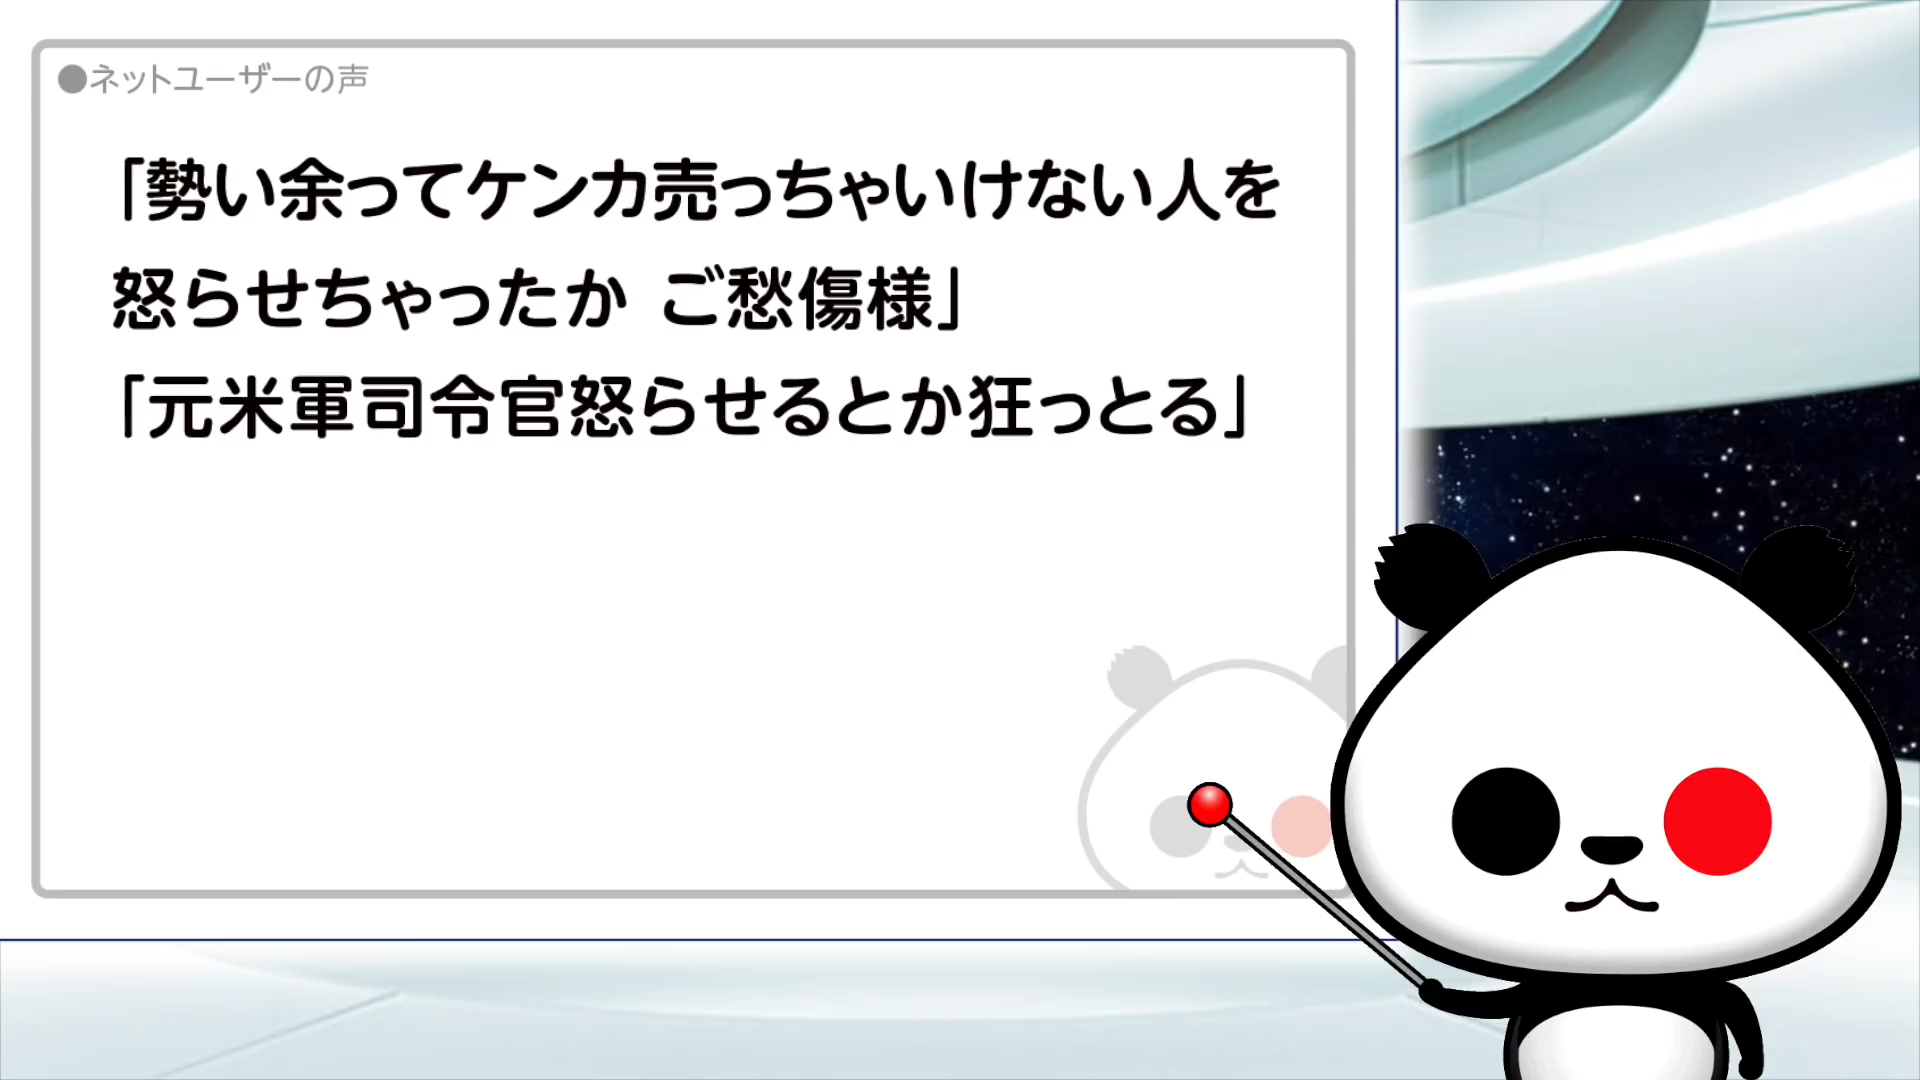 ●ネットユーザーの声
「勢い余ってケンカ売っちゃいけない人を
怒らせちゃったか ご愁傷様」
「元米軍司令官怒らせるとか狂っとる」